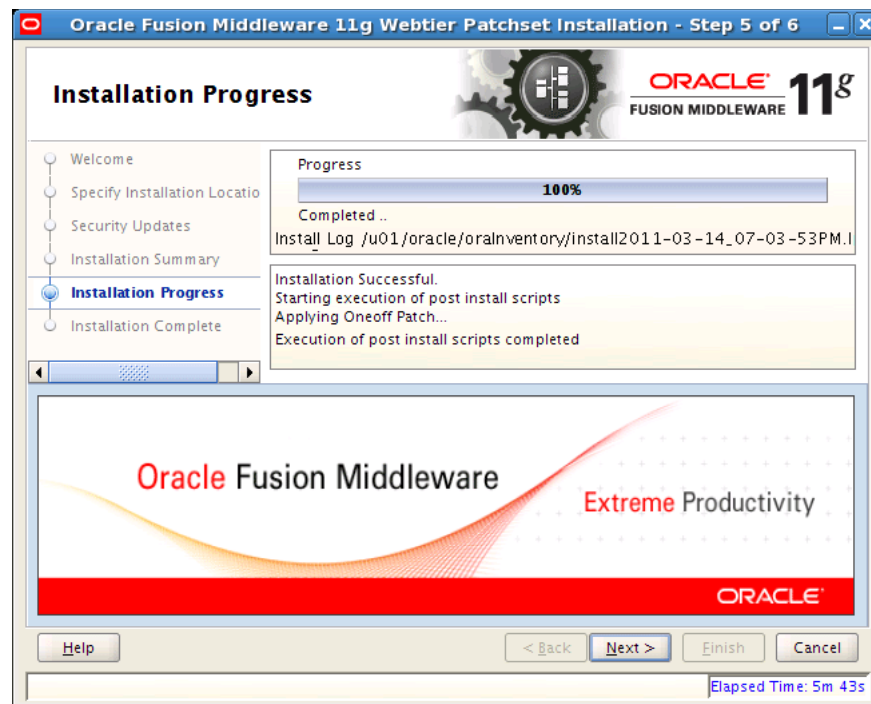 Oracle Fusion Middleware 11g Webtier Patchset Installation - Step 5 of 6
Installation Progress
ORACLE
FUSION MIDDLEWARE
11g
Welcome
Specify Installation Locatio
Security Updates
Installation Summary
Installation Progress
Installation Complete
Progress
100%
Completed ..
Install Log /u01/oracle/oraInventory/install2011-03-14_07-03-53PM.l
Installation Successful.
Starting execution of post install scripts
Applying Oneoff Patch...
Execution of post install scripts completed
Oracle Fusion Middleware
Extreme Productivity
ORACLE
Help
< Back
Next >
Finish
Cancel
Elapsed Time: 5m 43s